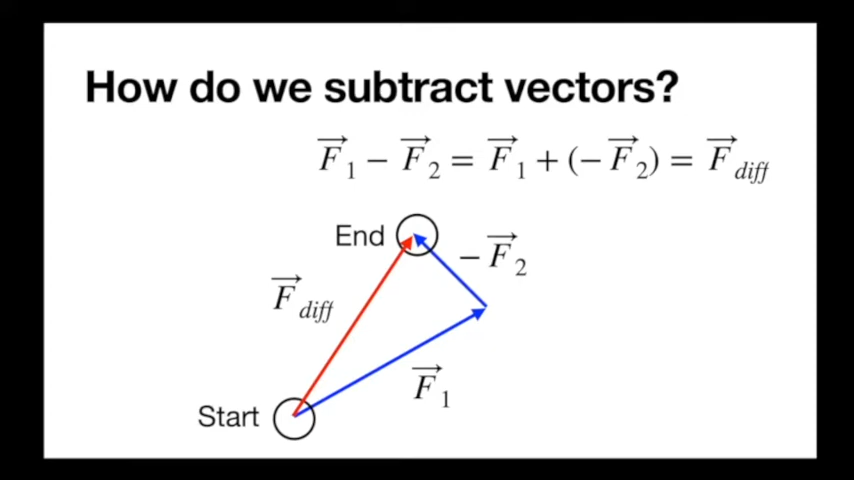 How do we subtract vectors?
F⃗₁ − F⃗₂ = F⃗₁ + (−F⃗₂) = F⃗diff
End
−F⃗₂
F⃗diff
F⃗₁
Start